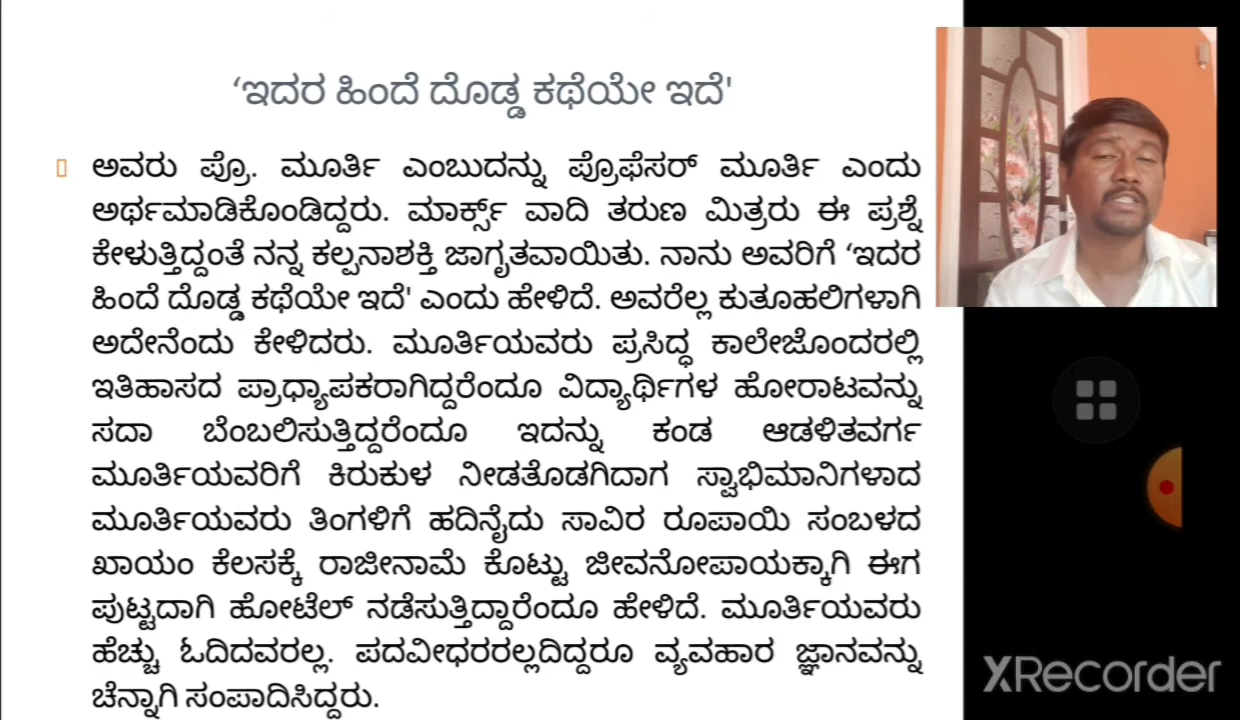 ‘ಇದರ ಹಿಂದೆ ದೊಡ್ಡ ಕಥೆಯೇ ಇದೆ'
ಅವರು ಪ್ರೊ. ಮೂರ್ತಿ ಎಂಬುದನ್ನು ಪ್ರೊಫೆಸರ್ ಮೂರ್ತಿ ಎಂದು
ಅರ್ಥಮಾಡಿಕೊಂಡಿದ್ದರು. ಮಾರ್ಕ್ಸ್ ವಾದಿ ತರುಣ ಮಿತ್ರರು ಈ ಪ್ರಶ್ನೆ
ಕೇಳುತ್ತಿದ್ದಂತೆ ನನ್ನ ಕಲ್ಪನಾಶಕ್ತಿ ಜಾಗೃತವಾಯಿತು. ನಾನು ಅವರಿಗೆ ‘ಇದರ
ಹಿಂದೆ ದೊಡ್ಡ ಕಥೆಯೇ ಇದೆ' ಎಂದು ಹೇಳಿದೆ. ಅವರೆಲ್ಲ ಕುತೂಹಲಿಗಳಾಗಿ
ಅದೇನೆಂದು ಕೇಳಿದರು. ಮೂರ್ತಿಯವರು ಪ್ರಸಿದ್ಧ ಕಾಲೇಜೊಂದರಲ್ಲಿ
ಇತಿಹಾಸದ ಪ್ರಾಧ್ಯಾಪಕರಾಗಿದ್ದರೆಂದೂ ವಿದ್ಯಾರ್ಥಿಗಳ ಹೋರಾಟವನ್ನು
ಸದಾ ಬೆಂಬಲಿಸುತ್ತಿದ್ದರೆಂದೂ ಇದನ್ನು ಕಂಡ ಆಡಳಿತವರ್ಗ
ಮೂರ್ತಿಯವರಿಗೆ ಕಿರುಕುಳ ನೀಡತೊಡಗಿದಾಗ ಸ್ವಾಭಿಮಾನಿಗಳಾದ
ಮೂರ್ತಿಯವರು ತಿಂಗಳಿಗೆ ಹದಿನೈದು ಸಾವಿರ ರೂಪಾಯಿ ಸಂಬಳದ
ಖಾಯಂ ಕೆಲಸಕ್ಕೆ ರಾಜೀನಾಮೆ ಕೊಟ್ಟು ಜೀವನೋಪಾಯಕ್ಕಾಗಿ ಈಗ
ಪುಟ್ಟದಾಗಿ ಹೋಟೆಲ್ ನಡೆಸುತ್ತಿದ್ದಾರೆಂದೂ ಹೇಳಿದೆ. ಮೂರ್ತಿಯವರು
ಹೆಚ್ಚು ಓದಿದವರಲ್ಲ. ಪದವೀಧರರಲ್ಲದಿದ್ದರೂ ವ್ಯವಹಾರ ಜ್ಞಾನವನ್ನು
ಚೆನ್ನಾಗಿ ಸಂಪಾದಿಸಿದ್ದರು.
XRecorder